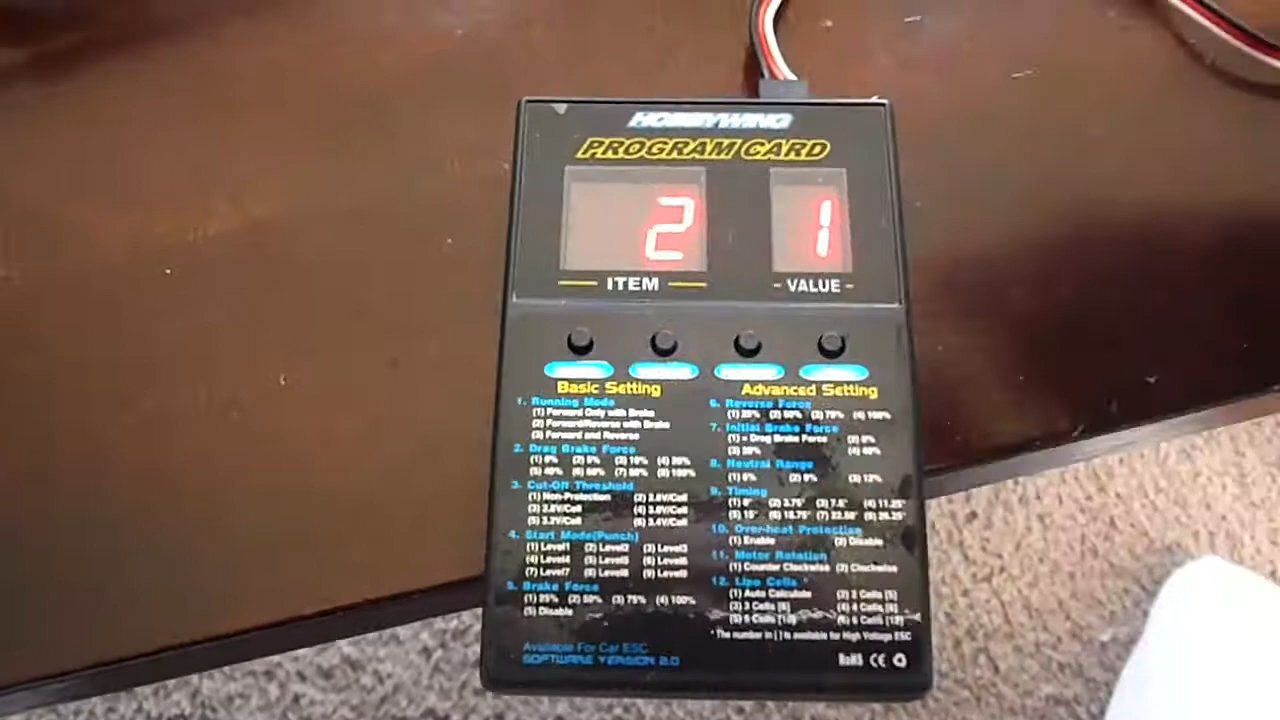 HOBBYWING
PROGRAM CARD
2 1
ITEM VALUE
Basic Setting
1. Running Mode
(1) Forward Only with Brake
(2) Forward/Reverse with Brake
(3) Forward and Reverse
2. Drag Brake Force
(1) 0% (2) 5% (3) 10% (4) 20%
(5) 40% (6) 60% (7) 80% (8) 100%
3. Cut-Off Threshold
(1) Non-Protection (2) 2.6V/Cell
(3) 2.8V/Cell (4) 3.0V/Cell
(5) 3.2V/Cell (6) 3.4V/Cell
4. Start Mode(Punch)
(1) Level1 (2) Level2 (3) Level3
(4) Level4 (5) Level5 (6) Level6
(7) Level7 (8) Level8 (9) Level9
5. Brake Force
(1) 25% (2) 50% (3) 75% (4) 100%
(5) Disable
Available For Car ESC
SOFTWARE VERSION 2.0
Advanced Setting
6. Reverse Force
(1) 25% (2) 50% (3) 75% (4) 100%
7. Initial Brake Force
(1) = Drag Brake Force (2) 0%
(3) 20% (4) 40%
8. Neutral Range
(1) 6% (2) 9% (3) 12%
9. Timing
(1) 0° (2) 3.75° (3) 7.5° (4) 11.25°
(5) 15° (6) 18.75° (7) 22.50° (8) 26.25°
10. Over-heat Protection
(1) Enable (2) Disable
11. Motor Rotation
(1) Counter Clockwise (2) Clockwise
12. Lipo Cells *
(1) Auto Calculate (2) 2 Cells [5]
(3) 3 Cells [6] (4) 4 Cells [8]
(5) 5 Cells [10] (6) 6 Cells [12]
* The number in [ ] is available for High Voltage ESC
RoHS CE